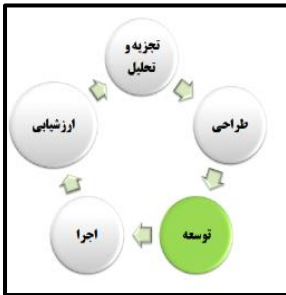 تجزیه و
تحلیل
طراحی
توسعه
اجرا
ارزشیابی